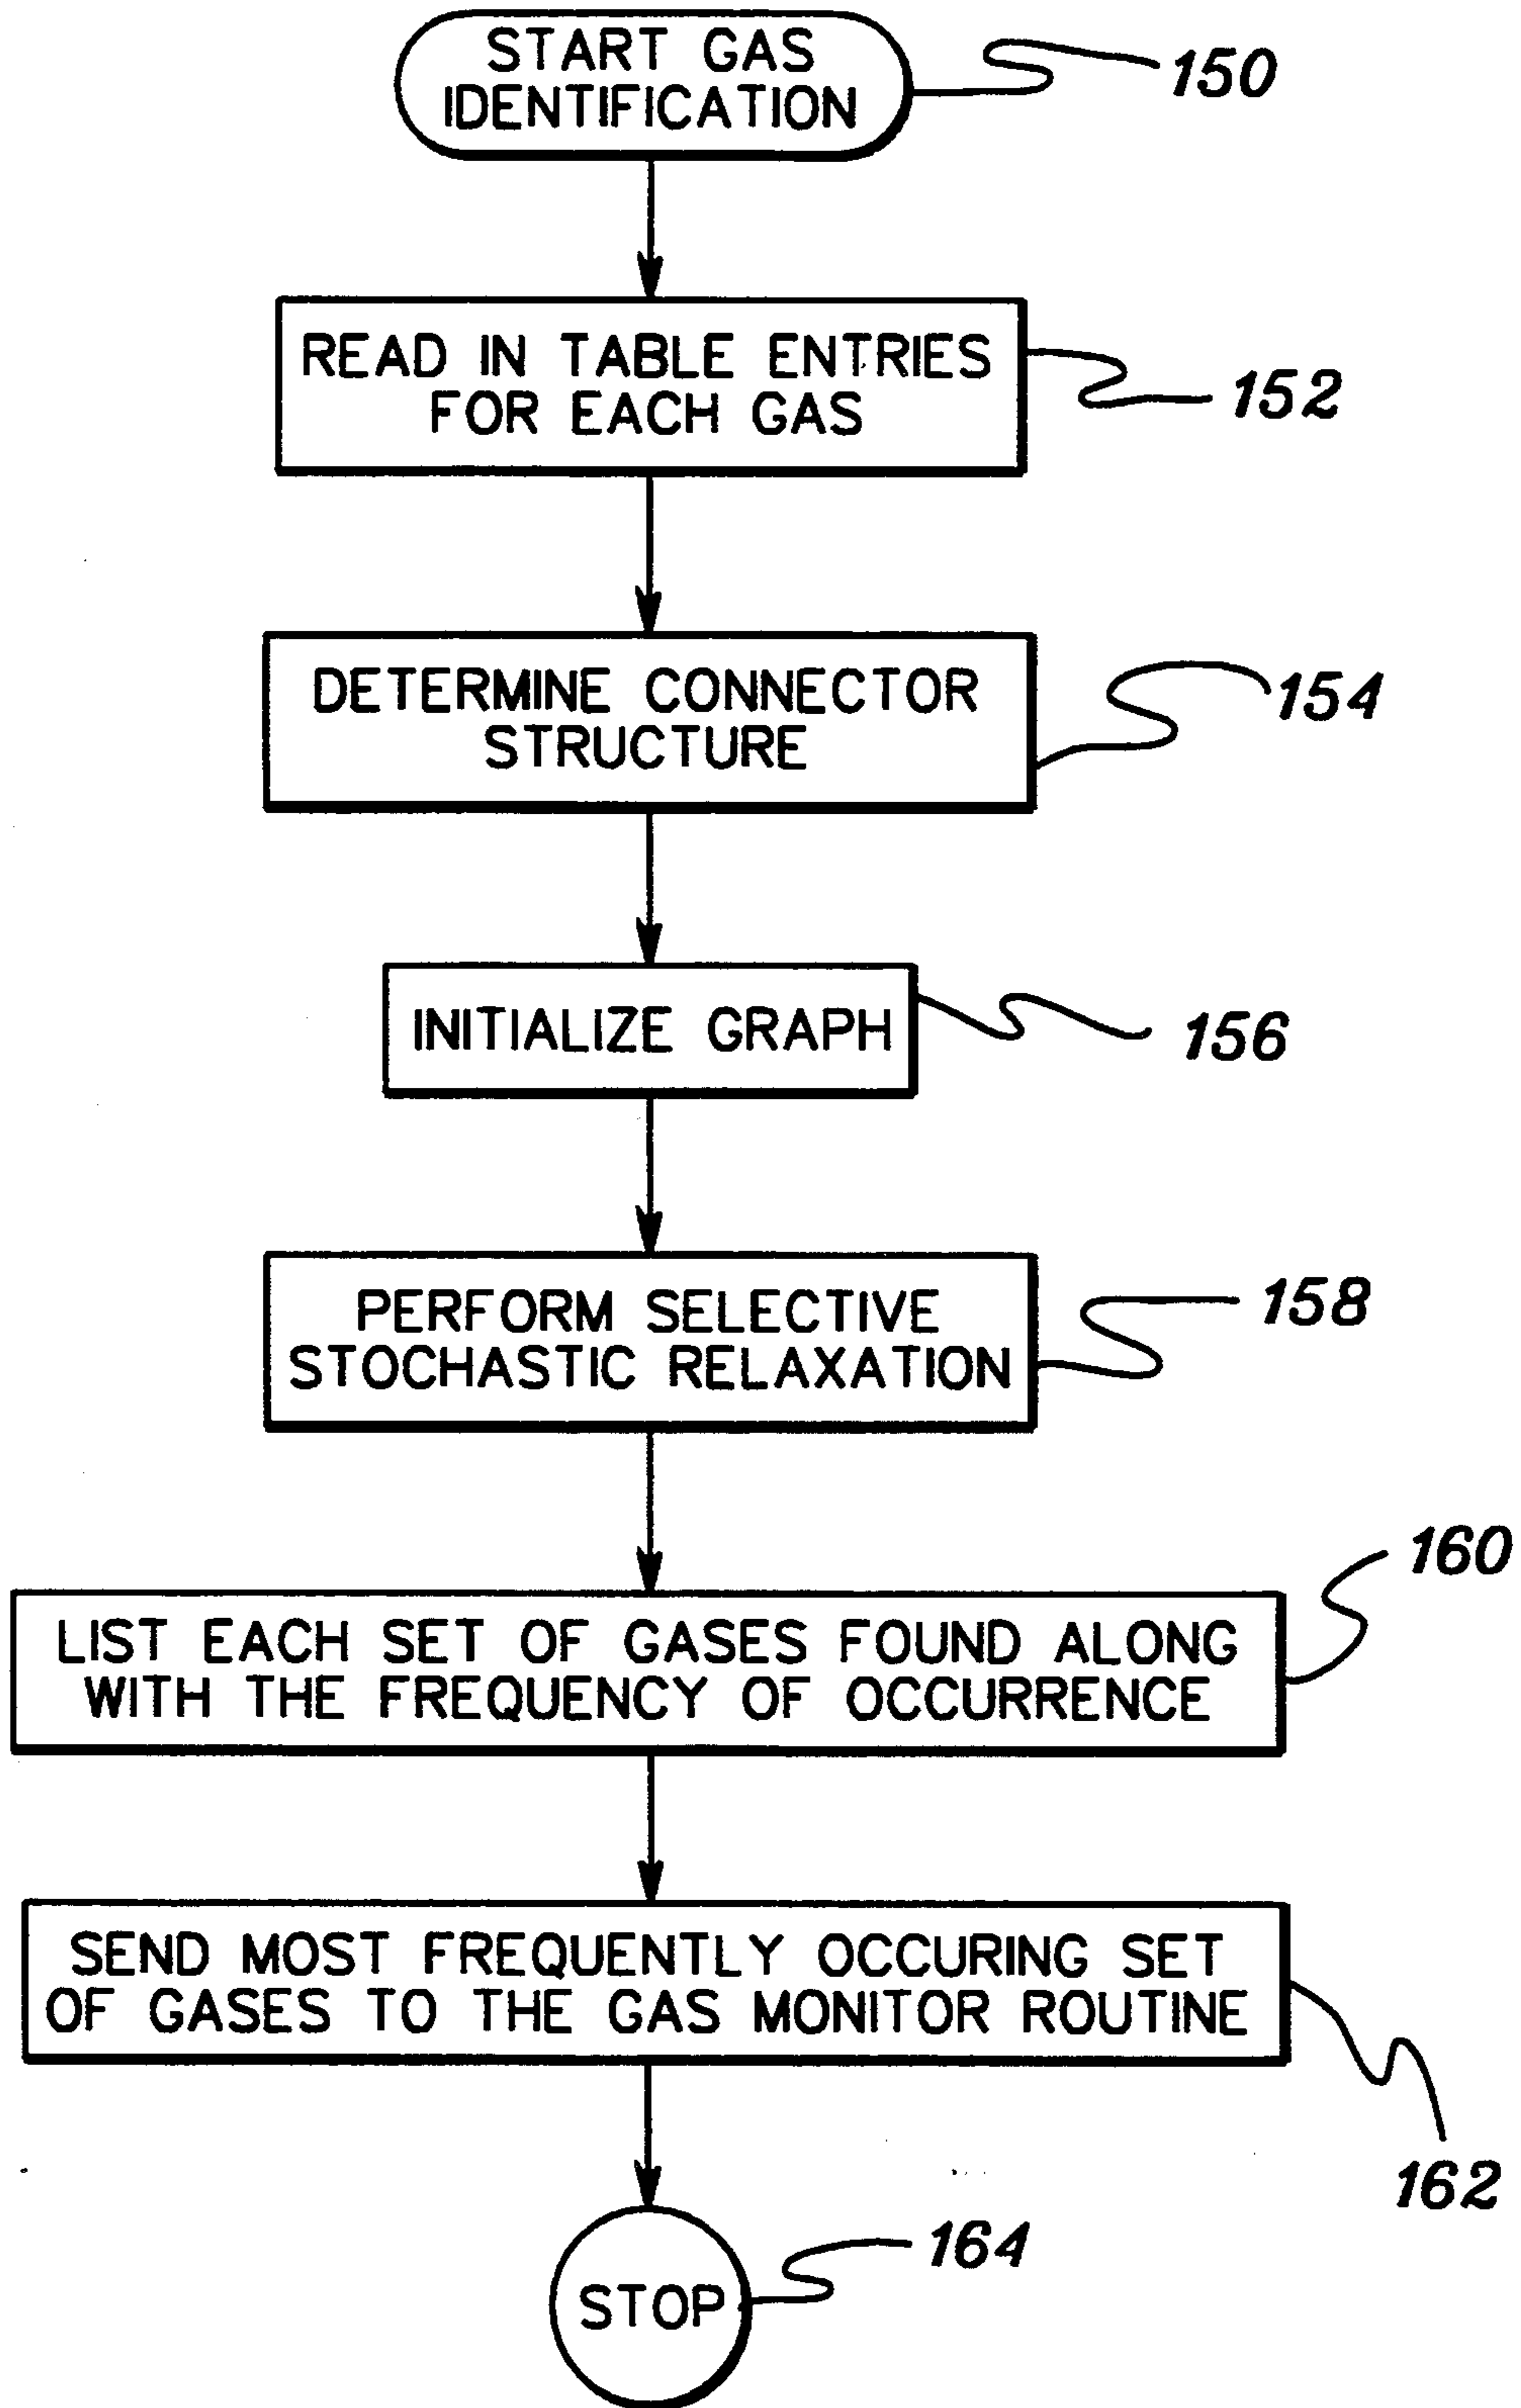 START GAS
IDENTIFICATION
150
READ IN TABLE ENTRIES
FOR EACH GAS
152
DETERMINE CONNECTOR
STRUCTURE
154
INITIALIZE GRAPH
156
PERFORM SELECTIVE
STOCHASTIC RELAXATION
158
LIST EACH SET OF GASES FOUND ALONG
WITH THE FREQUENCY OF OCCURRENCE
160
SEND MOST FREQUENTLY OCCURING SET
OF GASES TO THE GAS MONITOR ROUTINE
162
STOP
164